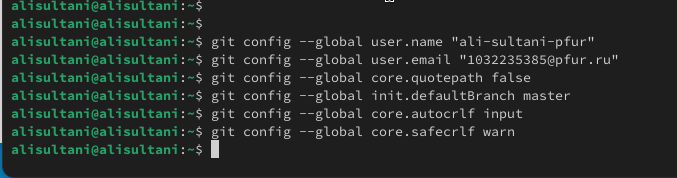 alisultani@alisultani:~$
alisultani@alisultani:~$
alisultani@alisultani:~$ git config --global user.name "ali-sultani-pfur"
alisultani@alisultani:~$ git config --global user.email "1032235385@pfur.ru"
alisultani@alisultani:~$ git config --global core.quotepath false
alisultani@alisultani:~$ git config --global init.defaultBranch master
alisultani@alisultani:~$ git config --global core.autocrlf input
alisultani@alisultani:~$ git config --global core.safecrlf warn
alisultani@alisultani:~$